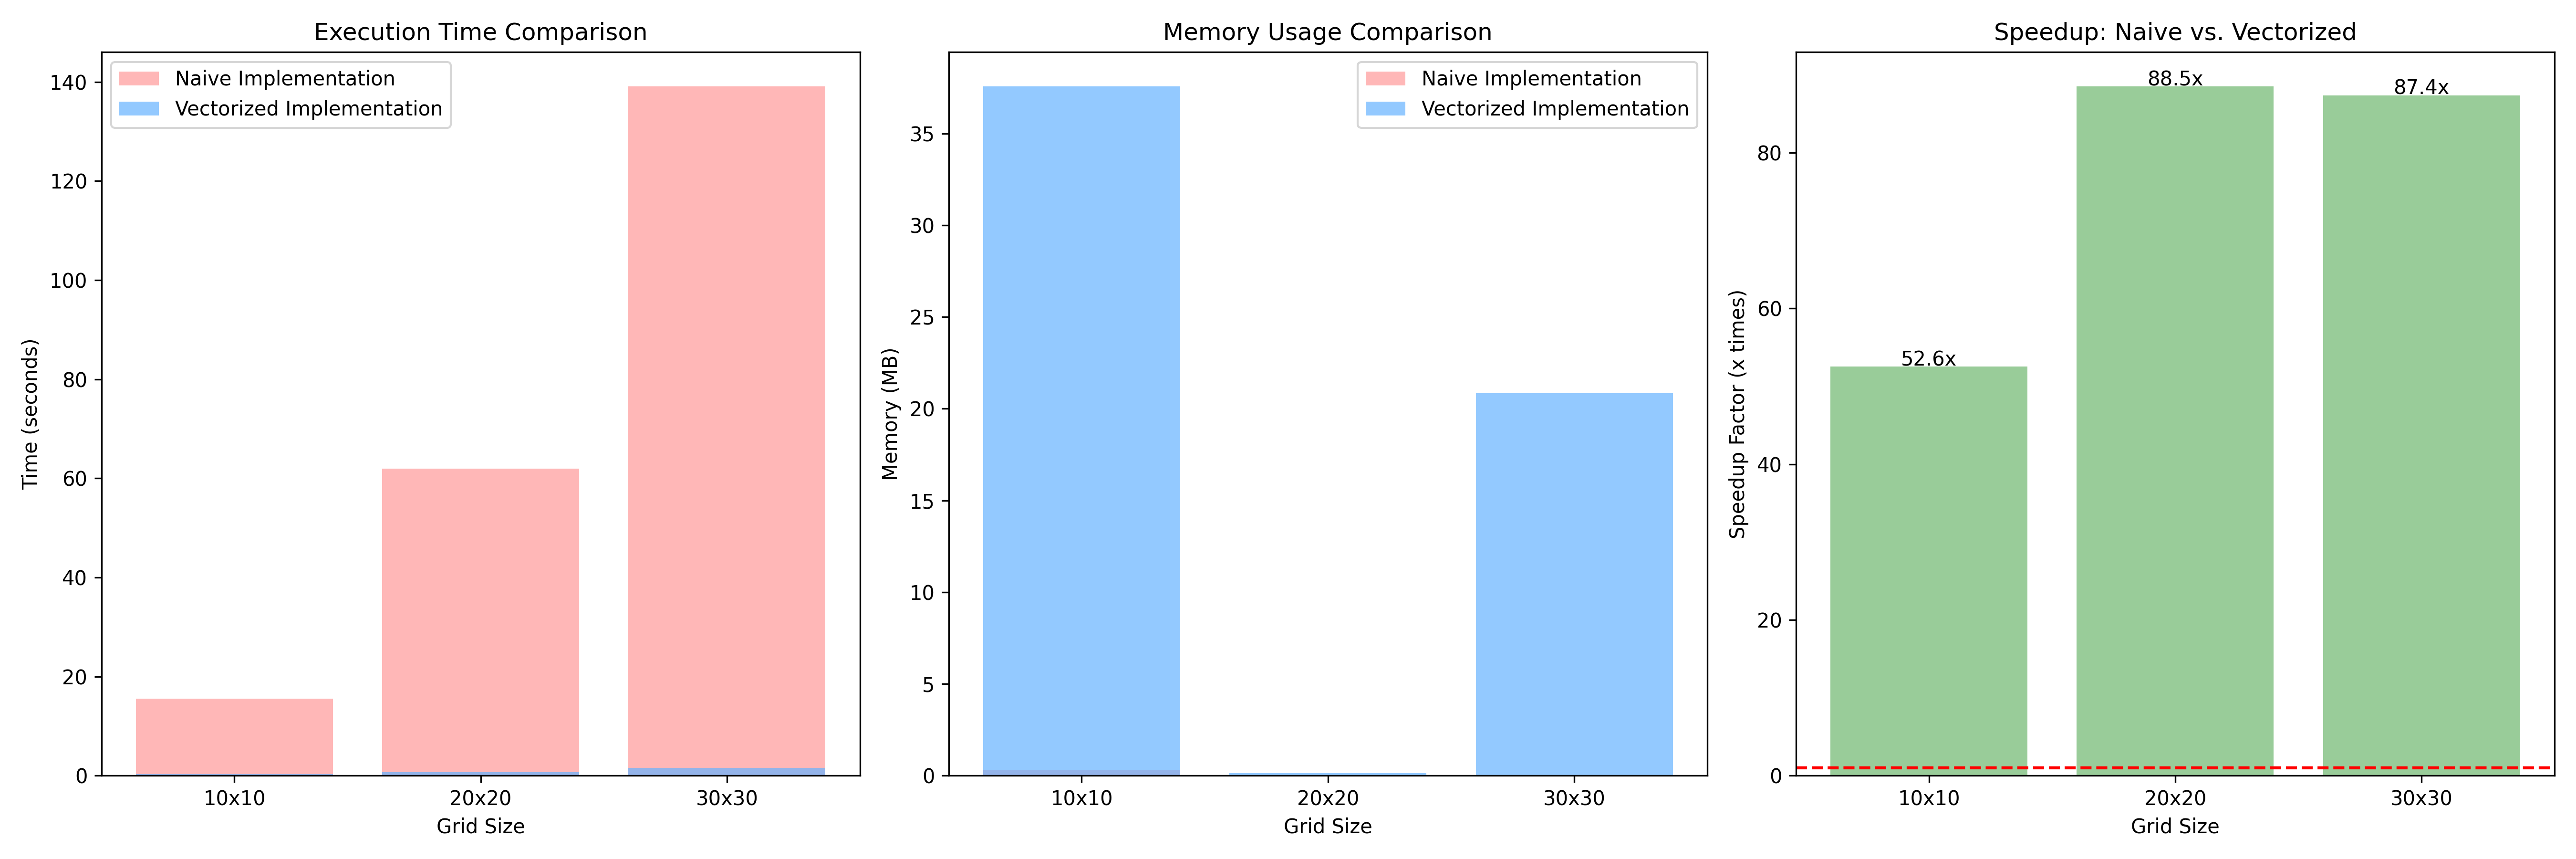 Execution Time Comparison
Naive Implementation
Vectorized Implementation
Time (seconds)
140
120
100
80
60
40
20
0
10x10
20x20
30x30
Grid Size
Memory Usage Comparison
Naive Implementation
Vectorized Implementation
Memory (MB)
35
30
25
20
15
10
5
0
10x10
20x20
30x30
Grid Size
Speedup: Naive vs. Vectorized
52.6x
88.5x
87.4x
Speedup Factor (x times)
80
60
40
20
0
10x10
20x20
30x30
Grid Size